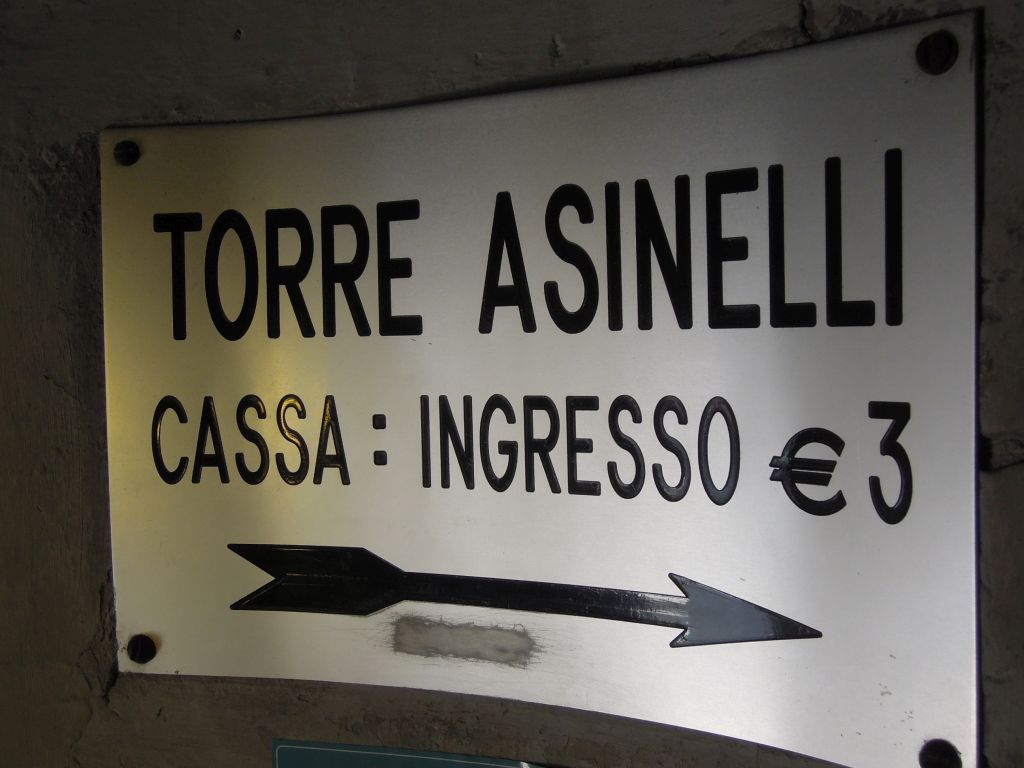 TORRE ASINELLI
CASSA : INGRESSO € 3